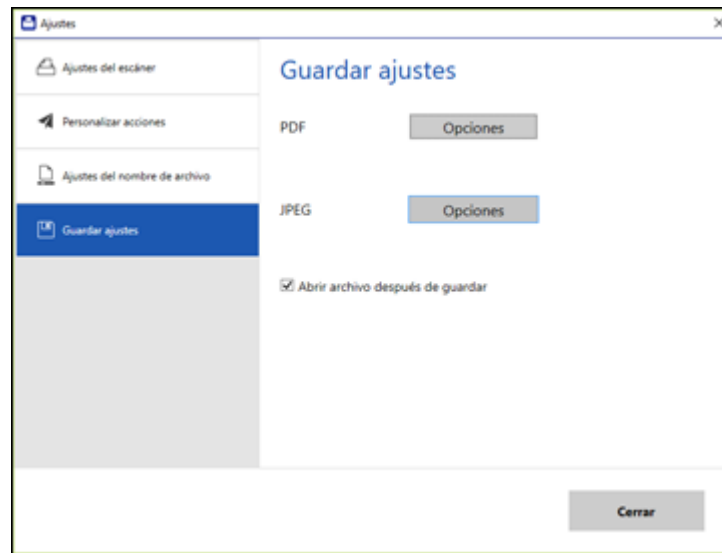 Ajustes
Ajustes del escáner
Personalizar acciones
Ajustes del nombre de archivo
Guardar ajustes
Guardar ajustes
PDF Opciones
JPEG Opciones
Abrir archivo después de guardar
Cerrar